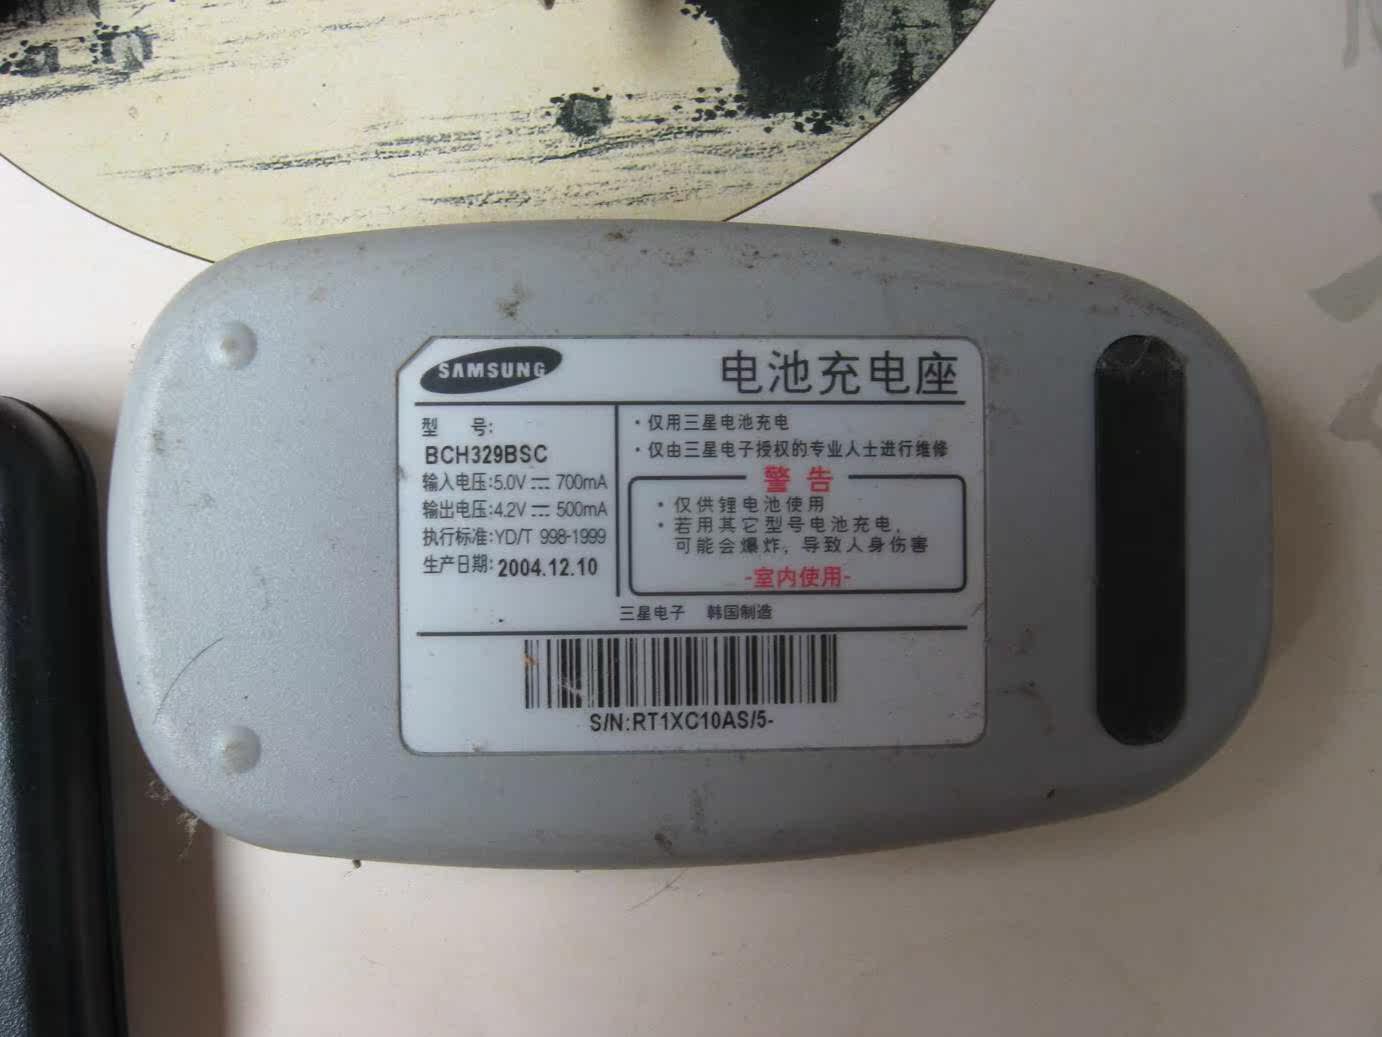 SAMSUNG
电池充电座
型 号:
BCH329BSC
输入电压:5.0V ⎓ 700mA
输出电压:4.2V ⎓ 500mA
执行标准:YD/T 998-1999
生产日期:2004.12.10
·仅用三星电池充电
·仅由三星电子授权的专业人士进行维修
警告
·仅供锂电池使用
·若用其它型号电池充电,
可能会爆炸,导致人身伤害
-室内使用-
三星电子 韩国制造
S/N:RT1XC10AS/5-